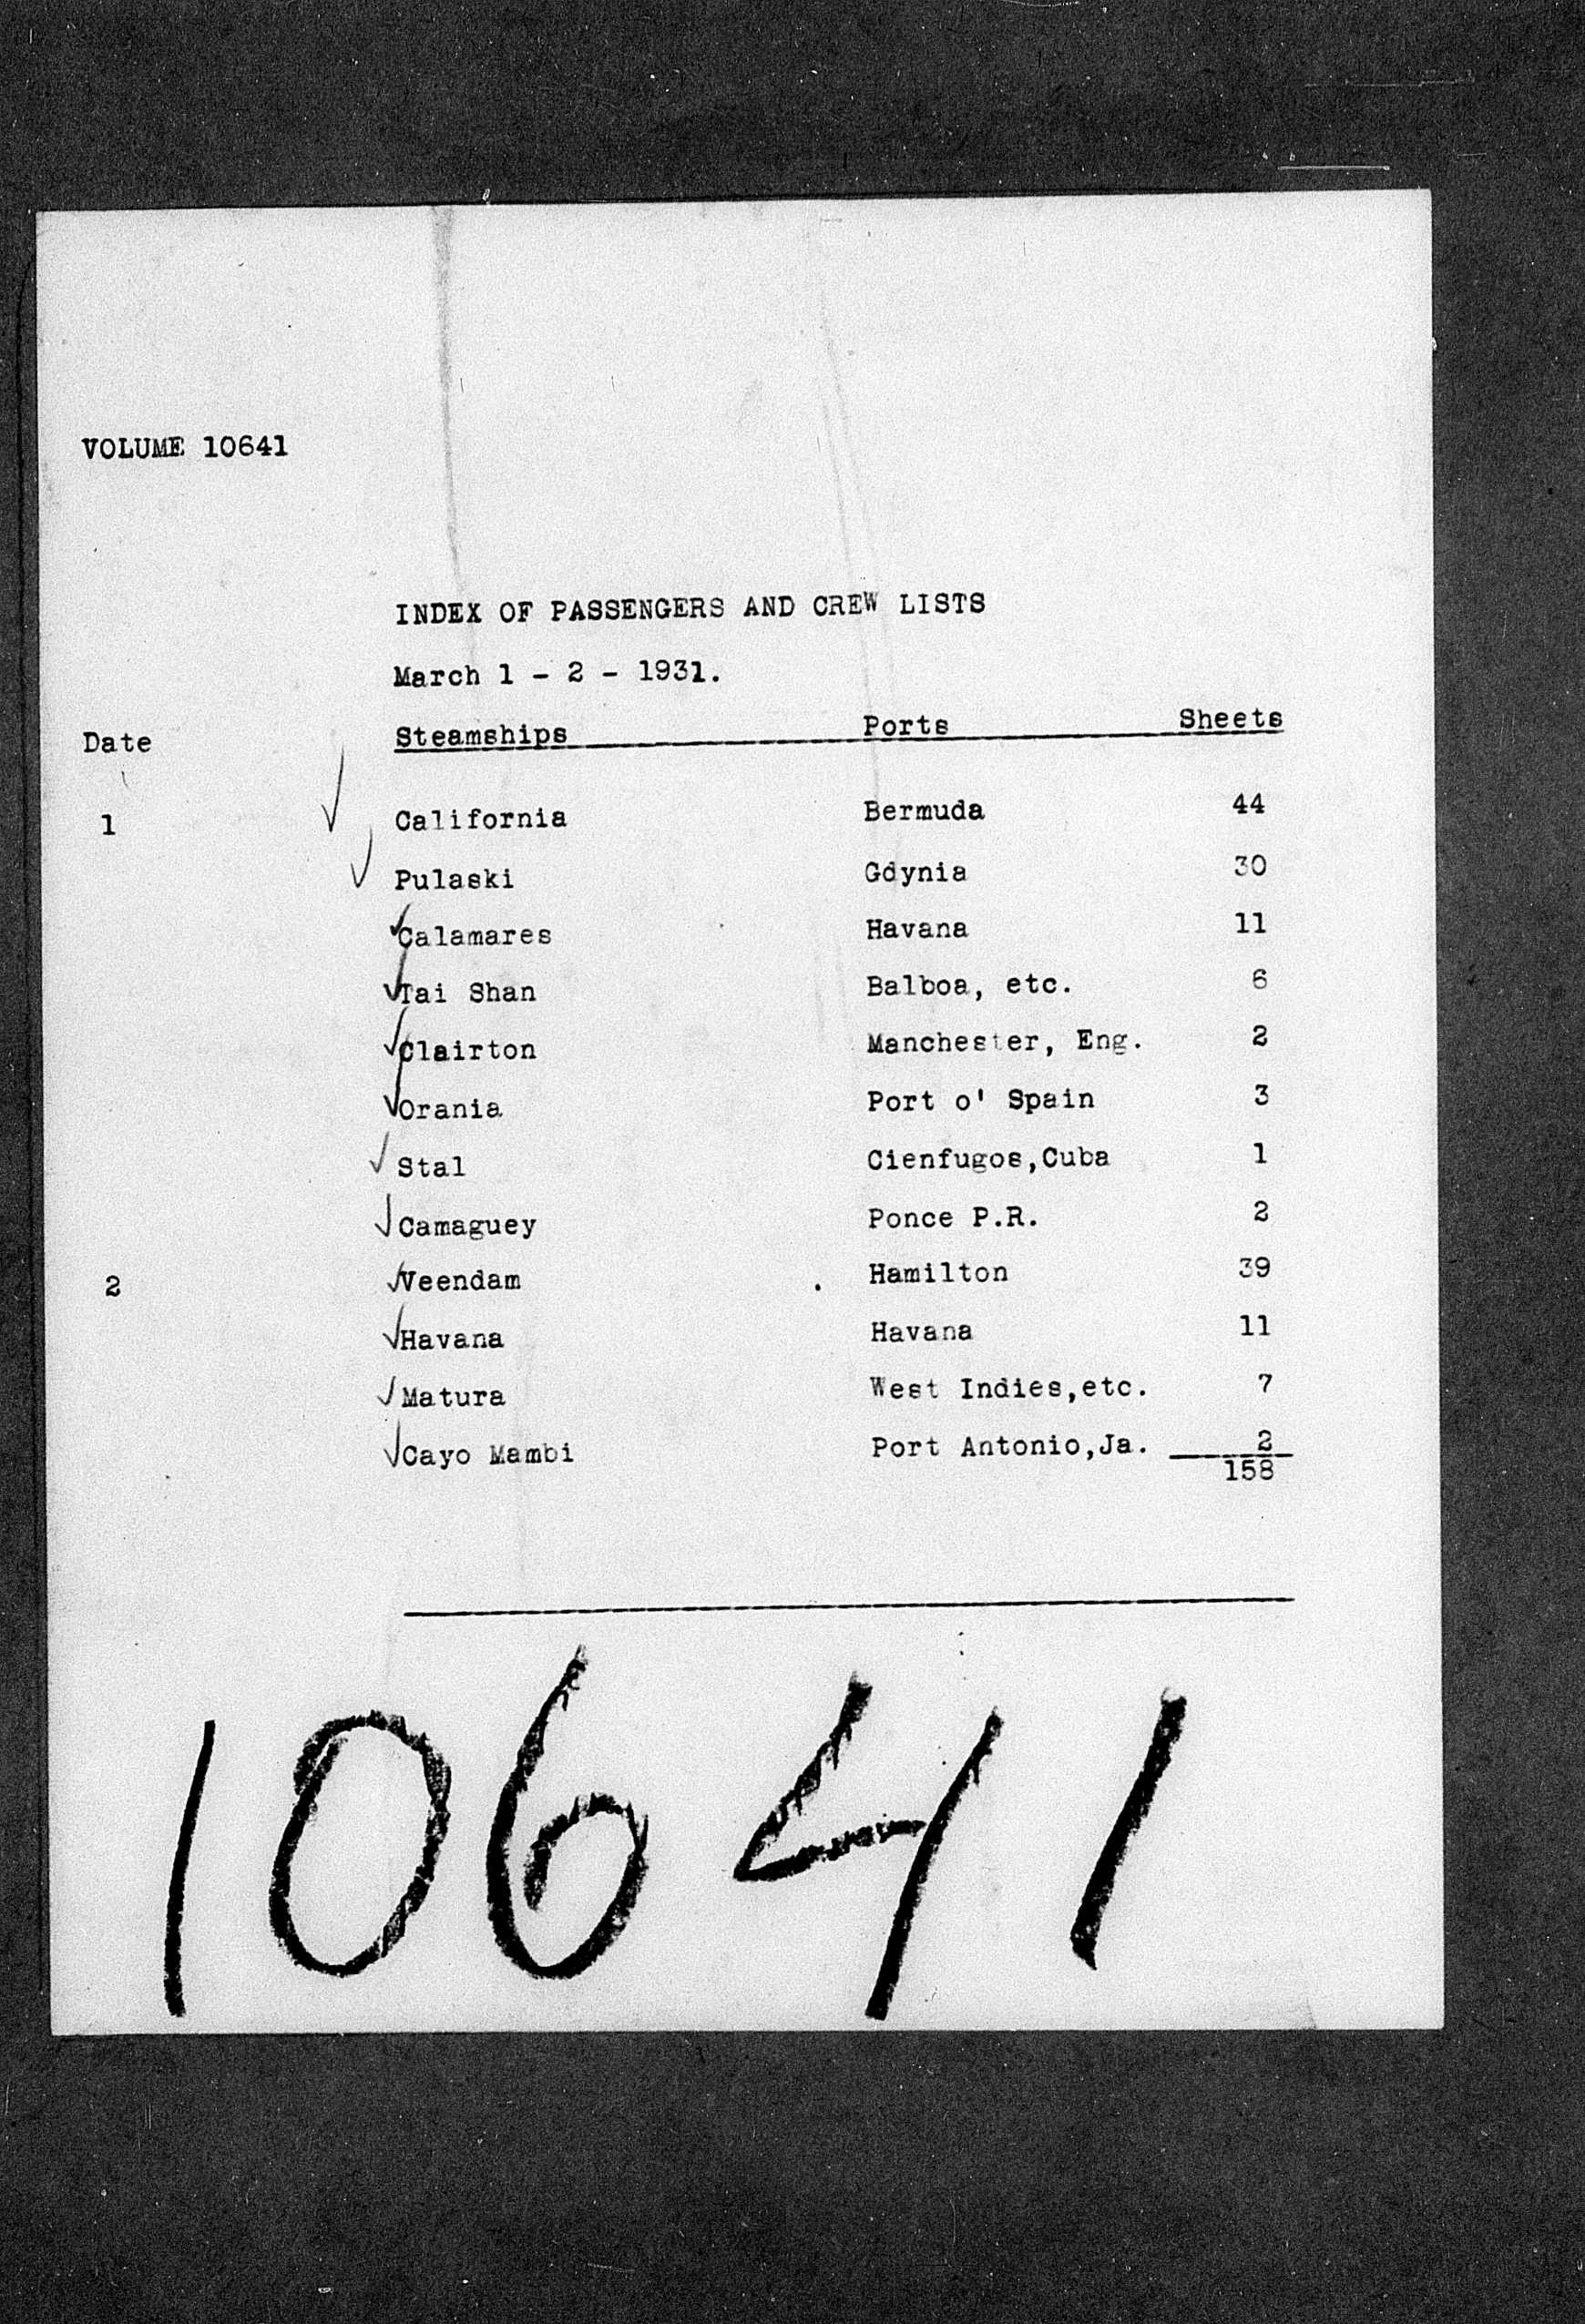 VOLUME 10641
INDEX OF PASSENGERS AND CREW LISTS
March 1 - 2 - 1931.
Date Steamships Ports Sheets
1 California Bermuda 44
Pulaski Gdynia 30
Calamares Havana 11
Tai Shan Balboa, etc. 6
Clairton Manchester, Eng. 2
Orania Port o' Spain 3
Stal Cienfugos,Cuba 1
Camaguey Ponce P.R. 2
2 Veendam Hamilton 39
Havana Havana 11
Matura West Indies,etc. 7
Cayo Mambi Port Antonio,Ja. 2
158
10641